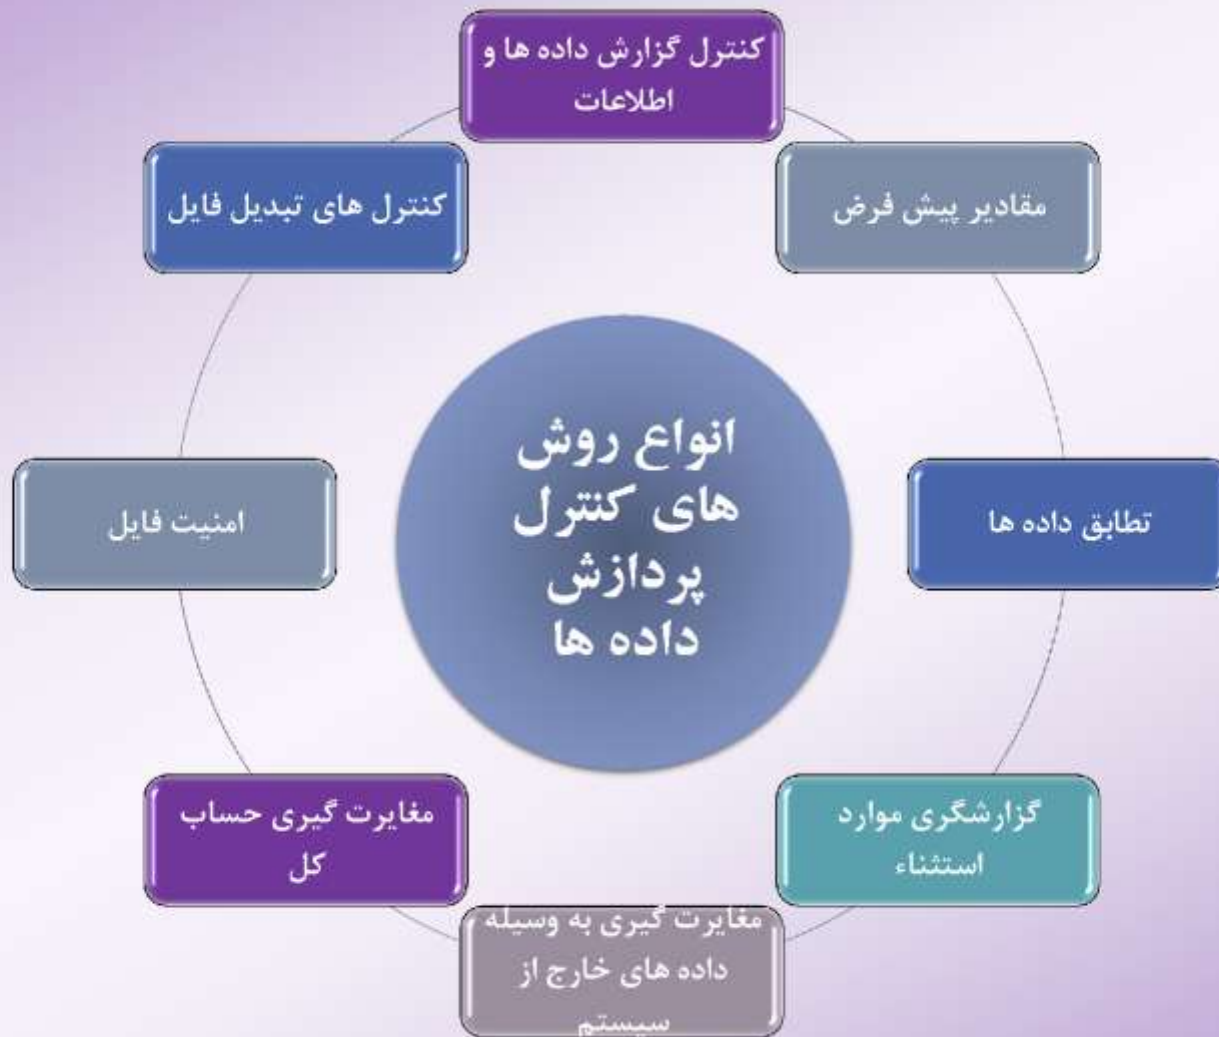 کنترل گزارش داده ها و
اطلاعات
مقادیر پیش فرض
تطابق داده ها
گزارشگری موارد
استثناء
مغایرت گیری به وسیله
داده های خارج از
سیستم
مغایرت گیری حساب
کل
امنیت فایل
کنترل های تبدیل فایل
انواع روش
های کنترل
پردازش
داده ها